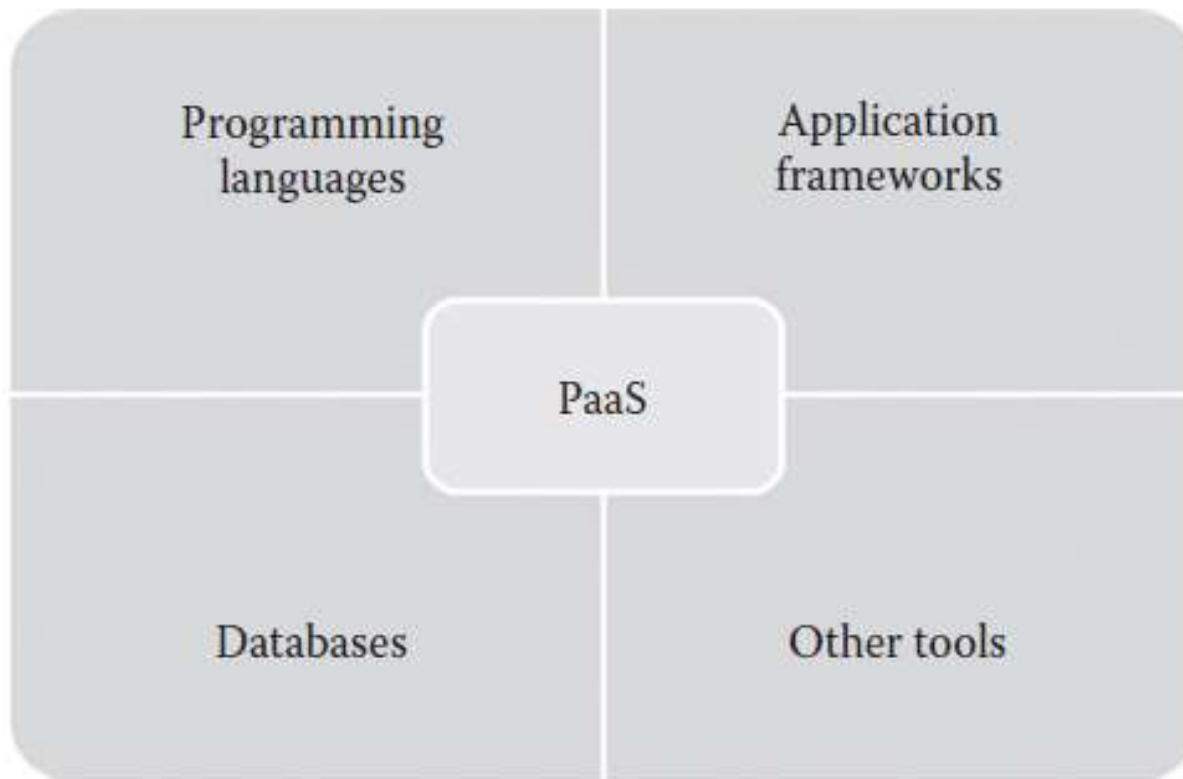 Programming
languages
Application
frameworks
PaaS
Databases
Other tools